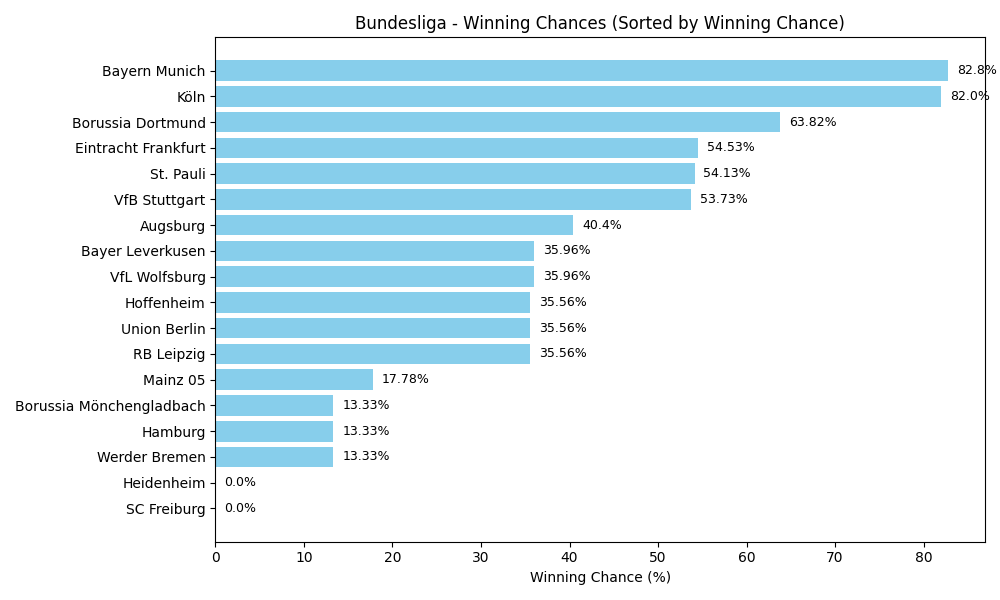 Bundesliga - Winning Chances (Sorted by Winning Chance)
Bayern Munich 82.8%
Köln 82.0%
Borussia Dortmund 63.82%
Eintracht Frankfurt 54.53%
St. Pauli 54.13%
VfB Stuttgart 53.73%
Augsburg 40.4%
Bayer Leverkusen 35.96%
VfL Wolfsburg 35.96%
Hoffenheim 35.56%
Union Berlin 35.56%
RB Leipzig 35.56%
Mainz 05 17.78%
Borussia Mönchengladbach 13.33%
Hamburg 13.33%
Werder Bremen 13.33%
Heidenheim 0.0%
SC Freiburg 0.0%
0 10 20 30 40 50 60 70 80
Winning Chance (%)